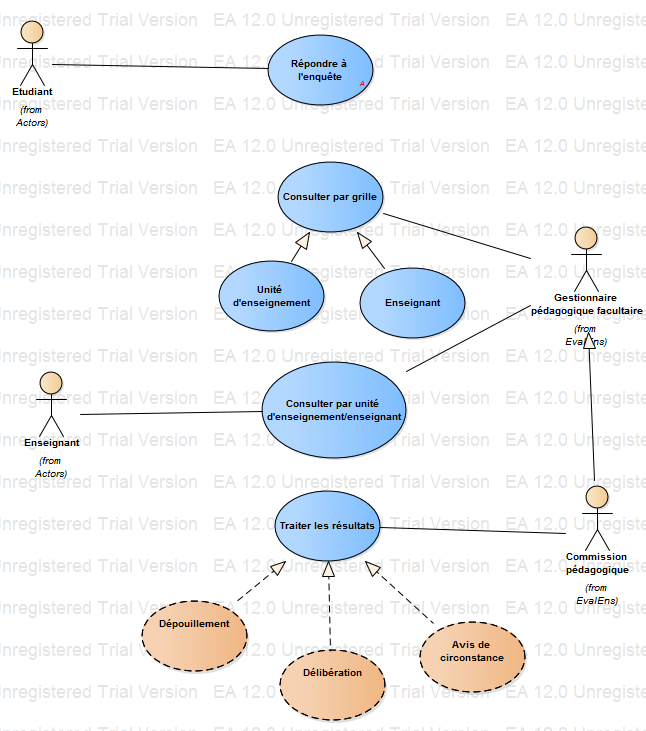 EA 12.0 Unregistered Trial Version
Etudiant
(from
Actors)
Répondre à
l'enquête
A
Consulter par grille
Unité
d'enseignement
Enseignant
Gestionnaire
pédagogique facultaire
(from
EvalEns)
Consulter par unité
d'enseignement/enseignant
Enseignant
(from
Actors)
Traiter les résultats
Commission
pédagogique
(from
EvalEns)
Dépouillement
Délibération
Avis de
circonstance